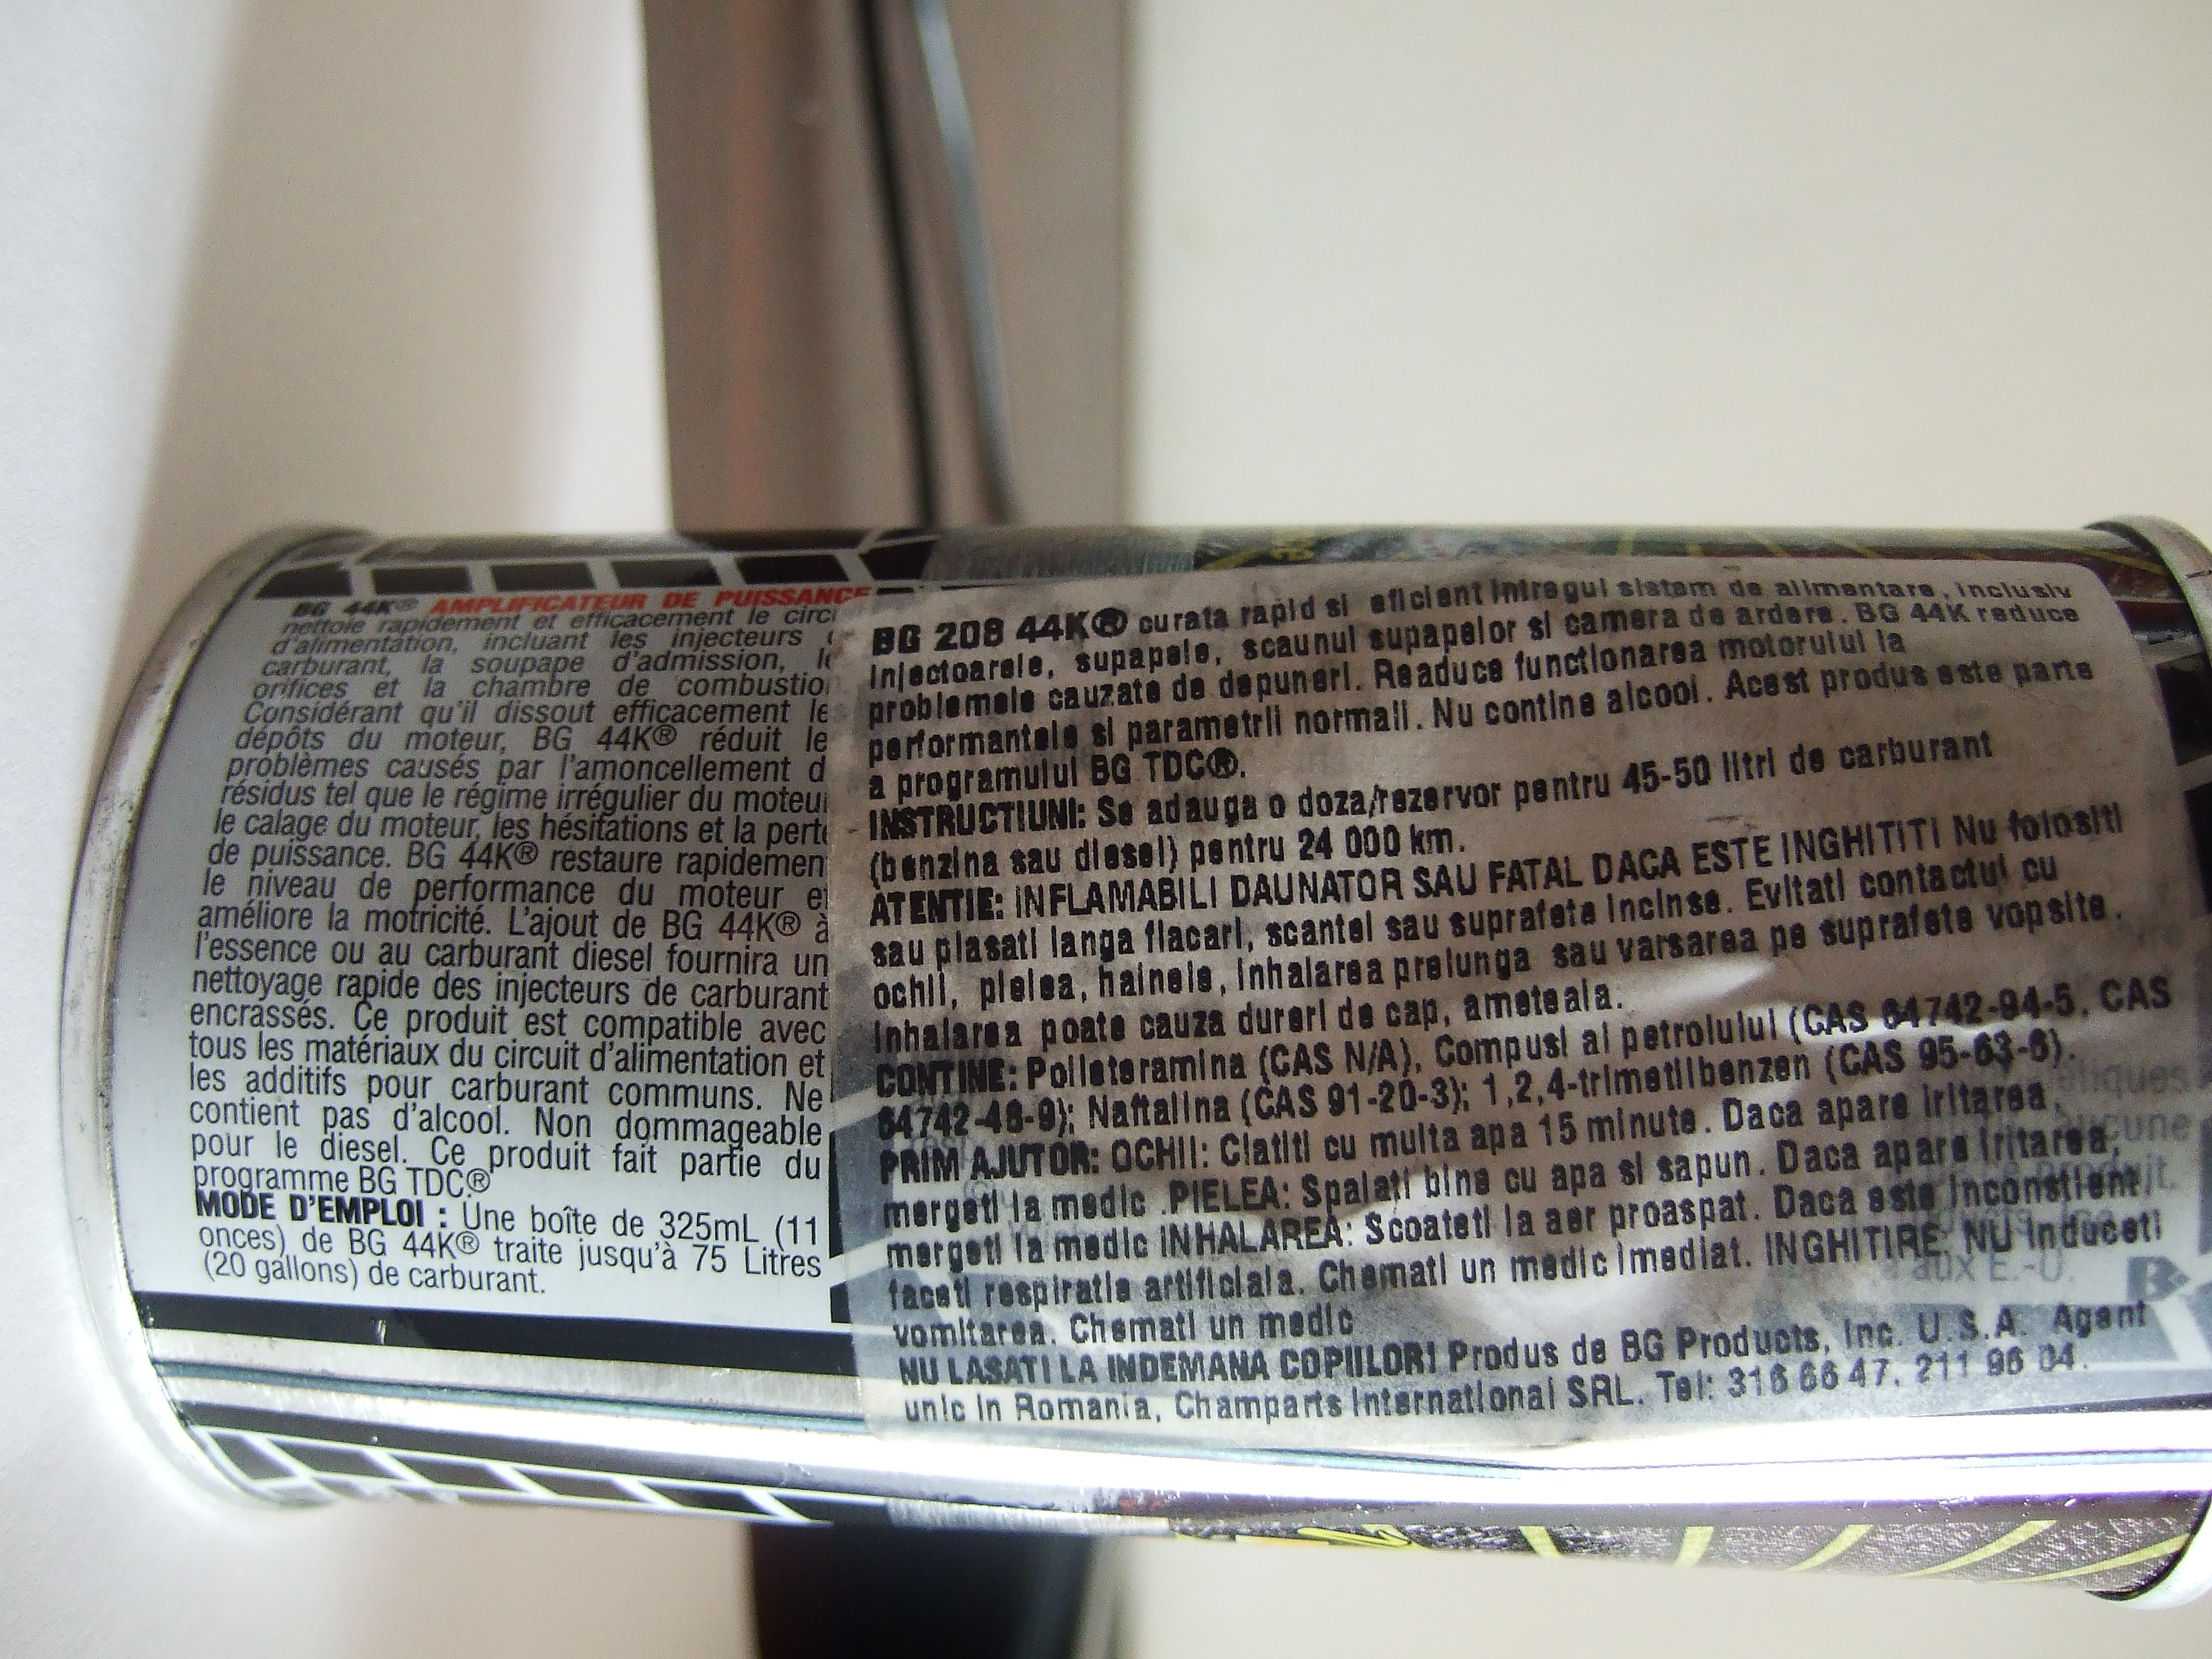 BG 44K® AMPLIFICATEUR DE PUISSANCE
nettoie rapidement et efficacement le circ
d'alimentation, incluant les injecteurs
carburant, la soupape d'admission, le
orifices et la chambre de combustio
Considérant qu'il dissout efficacement les
dépôts du moteur, BG 44K® réduit le
problèmes causés par l'amoncellement d
résidus tel que le régime irrégulier du moteur
le calage du moteur, les hésitations et la perte
de puissance. BG 44K® restaure rapidemen
le niveau de performance du moteur et
améliore la motricité. L'ajout de BG 44K® à
l'essence ou au carburant diesel fournira un
nettoyage rapide des injecteurs de carburant
encrassés. Ce produit est compatible avec
tous les matériaux du circuit d'alimentation et
les additifs pour carburant communs. Ne
contient pas d'alcool. Non dommageable
pour le diesel. Ce produit fait partie du
programme BG TDC®
MODE D'EMPLOI : Une boîte de 325mL (11
onces) de BG 44K® traite jusqu'à 75 Litres
(20 gallons) de carburant.
BG 208 44K® curata rapid si eficient intregul sistem de alimentare, inclusiv
injectoarele, supapele, scaunul supapelor si camera de ardere. BG 44K reduce
problemele cauzate de depuneri. Readuce functionarea motorului la
performantele si parametrii normali. Nu contine alcool. Acest produs este parte
a programului BG TDC®.
INSTRUCTIUNI: Se adauga o doza/rezervor pentru 45-50 litri de carburant
(benzina sau diesel) pentru 24 000 km.
ATENTIE: INFLAMABIL! DAUNATOR SAU FATAL DACA ESTE INGHITIT! Nu folositi
sau plasati langa flacari, scantei sau suprafete incinse. Evitati contactul cu
ochii, pielea, hainele, inhalarea prelunga sau varsarea pe suprafete vopsite.
Inhalarea poate cauza dureri de cap, ameteala.
CONTINE: Polieteramina (CAS N/A), Compusi ai petrolului (CAS 64742-94-5, CAS
64742-48-9); Naftalina (CAS 91-20-3); 1,2,4-trimetilbenzen (CAS 95-63-6).
PRIM AJUTOR: OCHII: Clatiti cu multa apa 15 minute. Daca apare iritarea,
mergeti la medic .PIELEA: Spalati bine cu apa si sapun. Daca apare iritarea,
mergeti la medic INHALAREA: Scoateti la aer proaspat. Daca este inconstient,
faceti respiratie artificiala. Chemati un medic imediat. INGHITIRE: NU induceti
vomitarea. Chemati un medic
NU LASATI LA INDEMANA COPIILOR! Produs de BG Products, Inc. U.S.A. Agent
unic in Romania, Champarts International SRL. Tel: 316 66 47, 211 96 04.